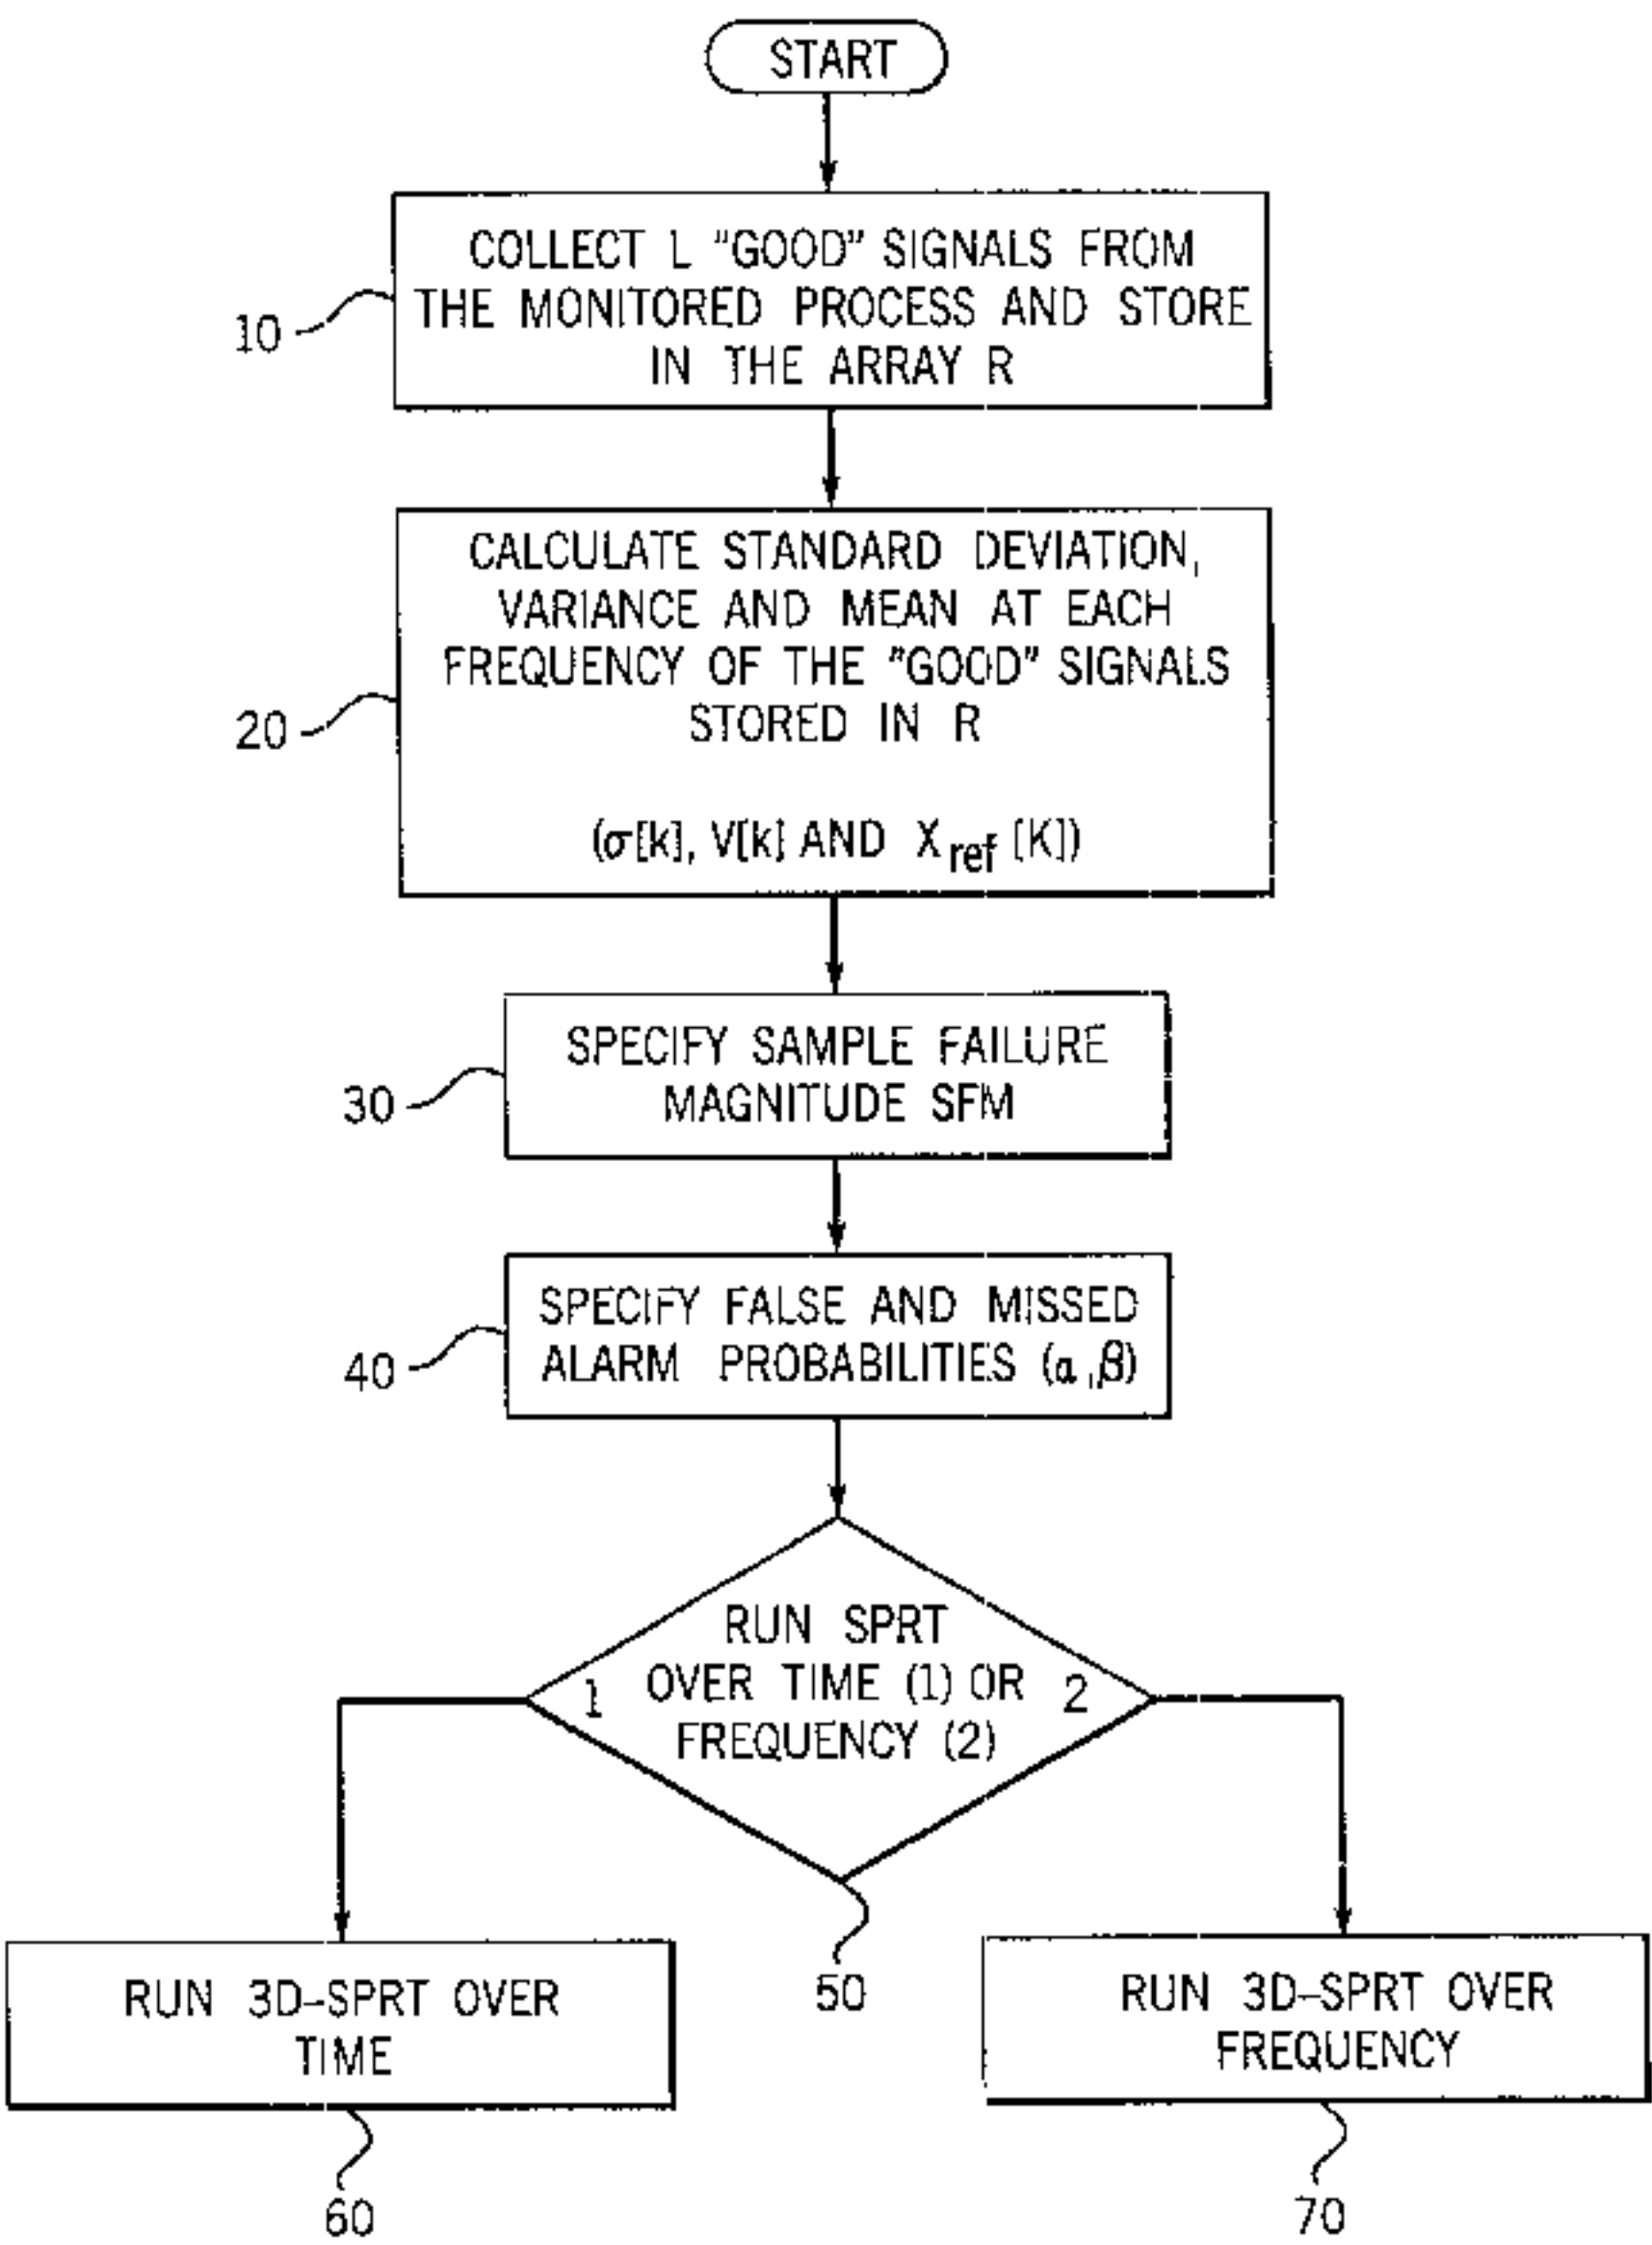 START
COLLECT L "GOOD" SIGNALS FROM
THE MONITORED PROCESS AND STORE
IN THE ARRAY R
10
CALCULATE STANDARD DEVIATION,
VARIANCE AND MEAN AT EACH
FREQUENCY OF THE "GOOD" SIGNALS
STORED IN R
20
(σ[k], V[k] AND X ref [K])
SPECIFY SAMPLE FAILURE
MAGNITUDE SFM
30
SPECIFY FALSE AND MISSED
ALARM PROBABILITIES (α,β)
40
RUN SPRT
1 OVER TIME (1) OR 2
FREQUENCY (2)
50
RUN 3D-SPRT OVER
TIME
60
RUN 3D-SPRT OVER
FREQUENCY
70